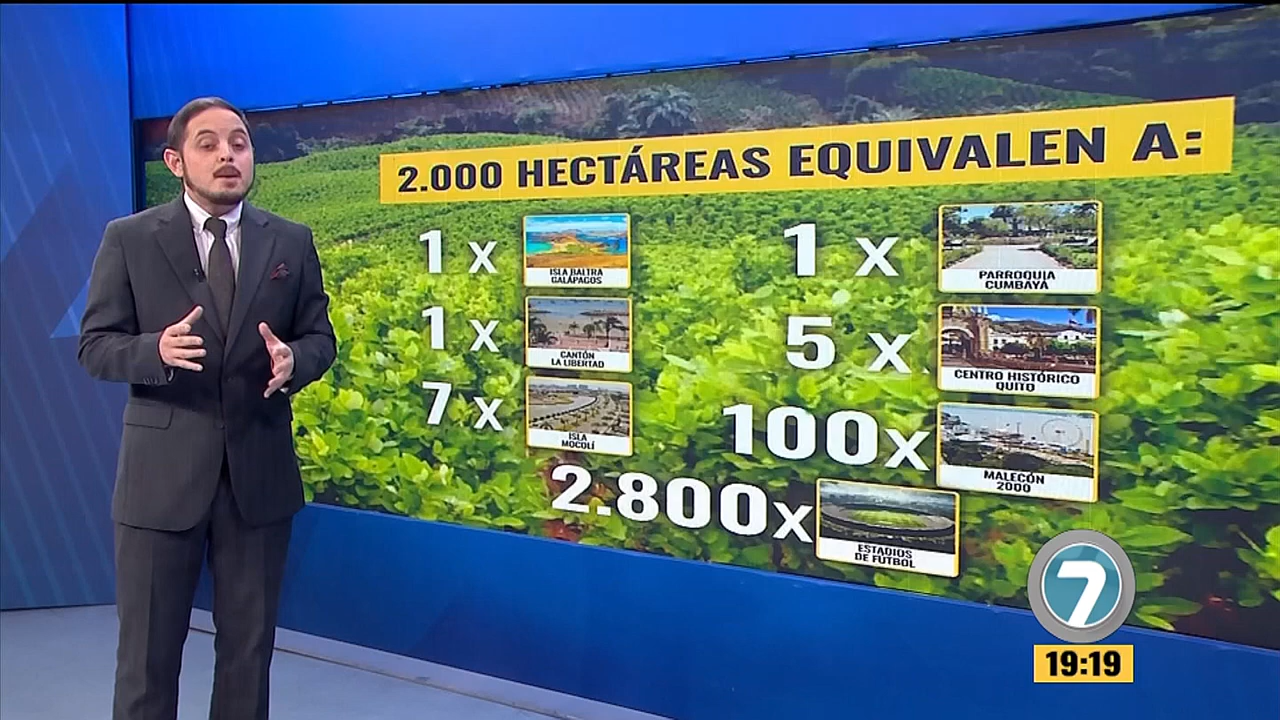 2.000 HECTÁREAS EQUIVALEN A:
1 x
ISLA BALTRA
GALÁPAGOS
1 x
CANTÓN
LA LIBERTAD
7 x
ISLA
MOCOLÍ
1 x
PARROQUIA
CUMBAYÁ
5 x
CENTRO HISTÓRICO
QUITO
100x
MALECÓN
2000
2.800x
ESTADIOS
DE FÚTBOL
7
19:19